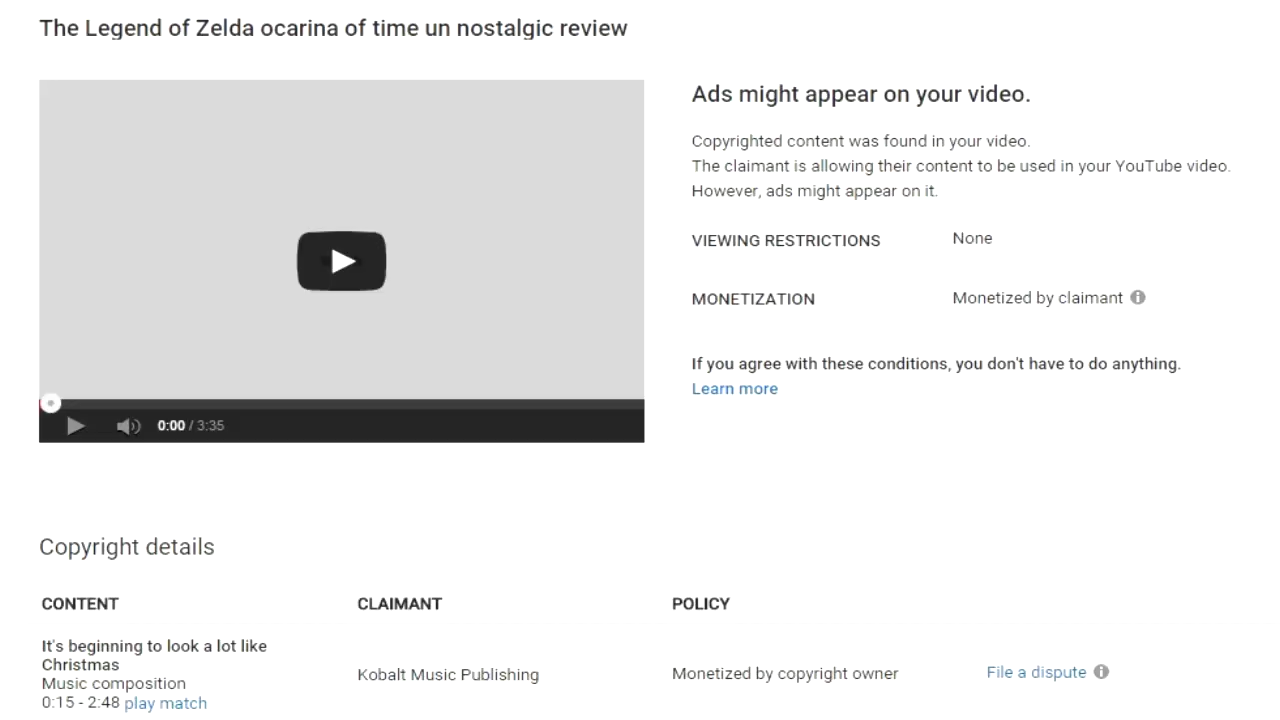 The Legend of Zelda ocarina of time un nostalgic review
Ads might appear on your video.
Copyrighted content was found in your video.
The claimant is allowing their content to be used in your YouTube video.
However, ads might appear on it.
VIEWING RESTRICTIONS None
MONETIZATION Monetized by claimant
If you agree with these conditions, you don't have to do anything.
Learn more
0:00 / 3:35
Copyright details
CONTENT CLAIMANT POLICY
It's beginning to look a lot like
Christmas
Music composition
0:15 - 2:48 play match
Kobalt Music Publishing
Monetized by copyright owner
File a dispute